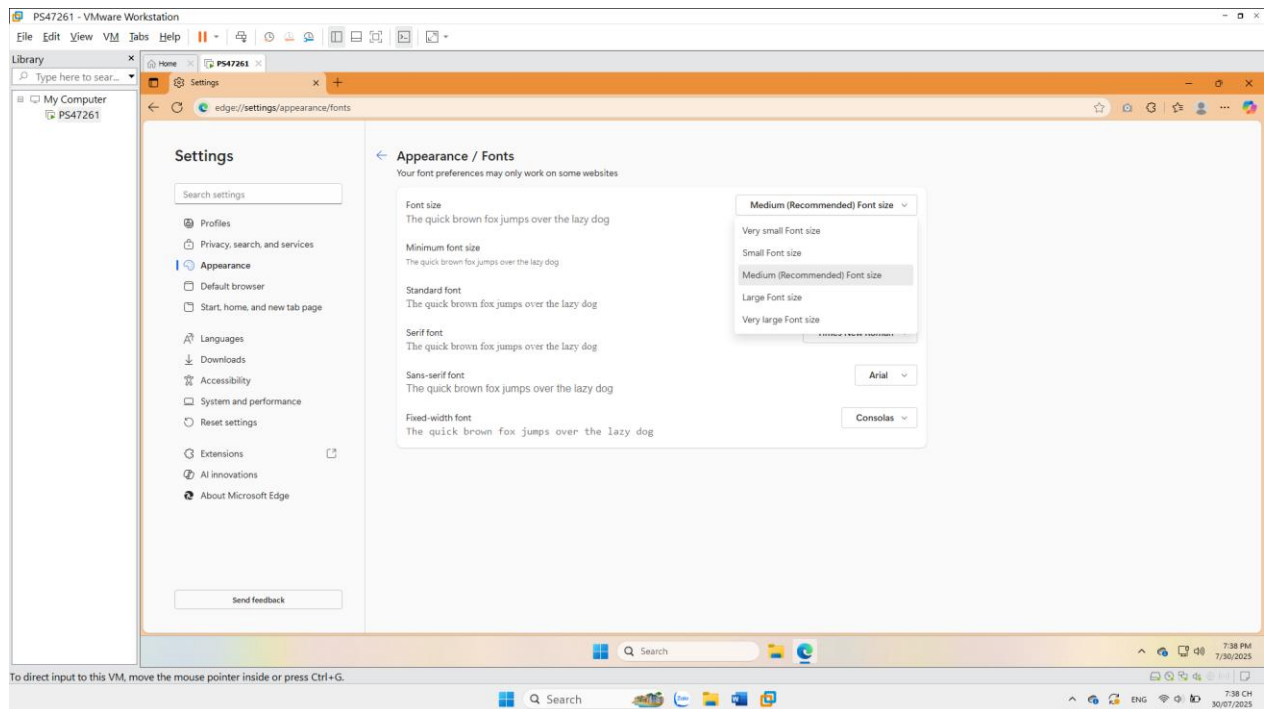 PS47261 - VMware Workstation
File Edit View VM Tabs Help
Library
Type here to sear...
My Computer
PS47261
Home
PS47261
Settings
edge://settings/appearance/fonts
Settings
Search settings
Profiles
Privacy, search, and services
Appearance
Default browser
Start, home, and new tab page
Languages
Downloads
Accessibility
System and performance
Reset settings
Extensions
AI innovations
About Microsoft Edge
Send feedback
Appearance / Fonts
Your font preferences may only work on some websites
Font size
The quick brown fox jumps over the lazy dog
Medium (Recommended) Font size
Very small Font size
Small Font size
Medium (Recommended) Font size
Large Font size
Very large Font size
Minimum font size
The quick brown fox jumps over the lazy dog
Standard font
The quick brown fox jumps over the lazy dog
Serif font
The quick brown fox jumps over the lazy dog
Times New Roman
Sans-serif font
The quick brown fox jumps over the lazy dog
Arial
Fixed-width font
The quick brown fox jumps over the lazy dog
Consolas
Search
7:38 PM
7/30/2025
To direct input to this VM, move the mouse pointer inside or press Ctrl+G.
Search
Zalo
ENG
7:38 CH
30/07/2025